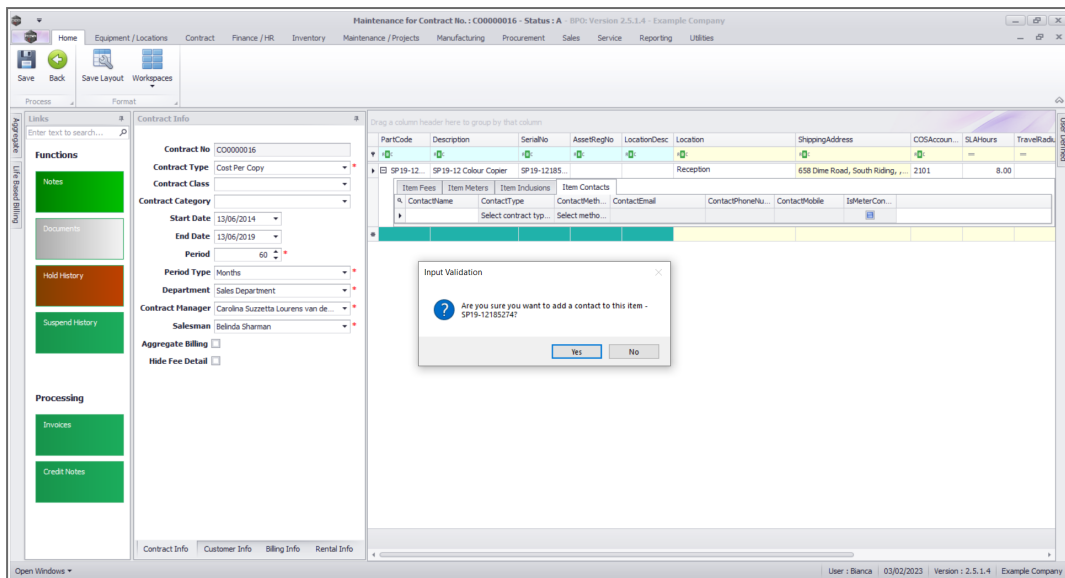 Maintenance for Contract No. : CO0000016 - Status : A - BPO: Version 2.5.1.4 - Example Company
Home Equipment / Locations Contract Finance / HR Inventory Maintenance / Projects Manufacturing Procurement Sales Service Reporting Utilities
Save Back Save Layout Workspaces
Process Format
Aggregate
Life Based Billing
Links
Enter text to search...
Functions
Notes
Documents
Hold History
Suspend History
Processing
Invoices
Credit Notes
Contract Info
Contract No CO0000016
Contract Type Cost Per Copy *
Contract Class
Contract Category
Start Date 13/06/2014
End Date 13/06/2019
Period 60 *
Period Type Months *
Department Sales Department *
Contract Manager Carolina Suzzetta Lourens van de... *
Salesman Belinda Sharman *
Aggregate Billing
Hide Fee Detail
Contract Info Customer Info Billing Info Rental Info
Drag a column header here to group by that column
PartCode Description SerialNo AssetRegNo LocationDesc Location ShippingAddress COSAccoun... SLAHours TravelRadiu
SP19-12... SP19-12 Colour Copier SP19-12185... Reception 658 Dime Road, South Riding, ,... 2101 8.00
Item Fees Item Meters Item Inclusions Item Contacts
ContactName ContactType ContactMeth... ContactEmail ContactPhoneNu... ContactMobile IsMeterCon...
Select contract typ... Select metho...
Input Validation
Are you sure you want to add a contact to this item -
SP19-12185274?
Yes No
User Defined
Open Windows
User : Bianca 03/02/2023 Version : 2.5.1.4 Example Company